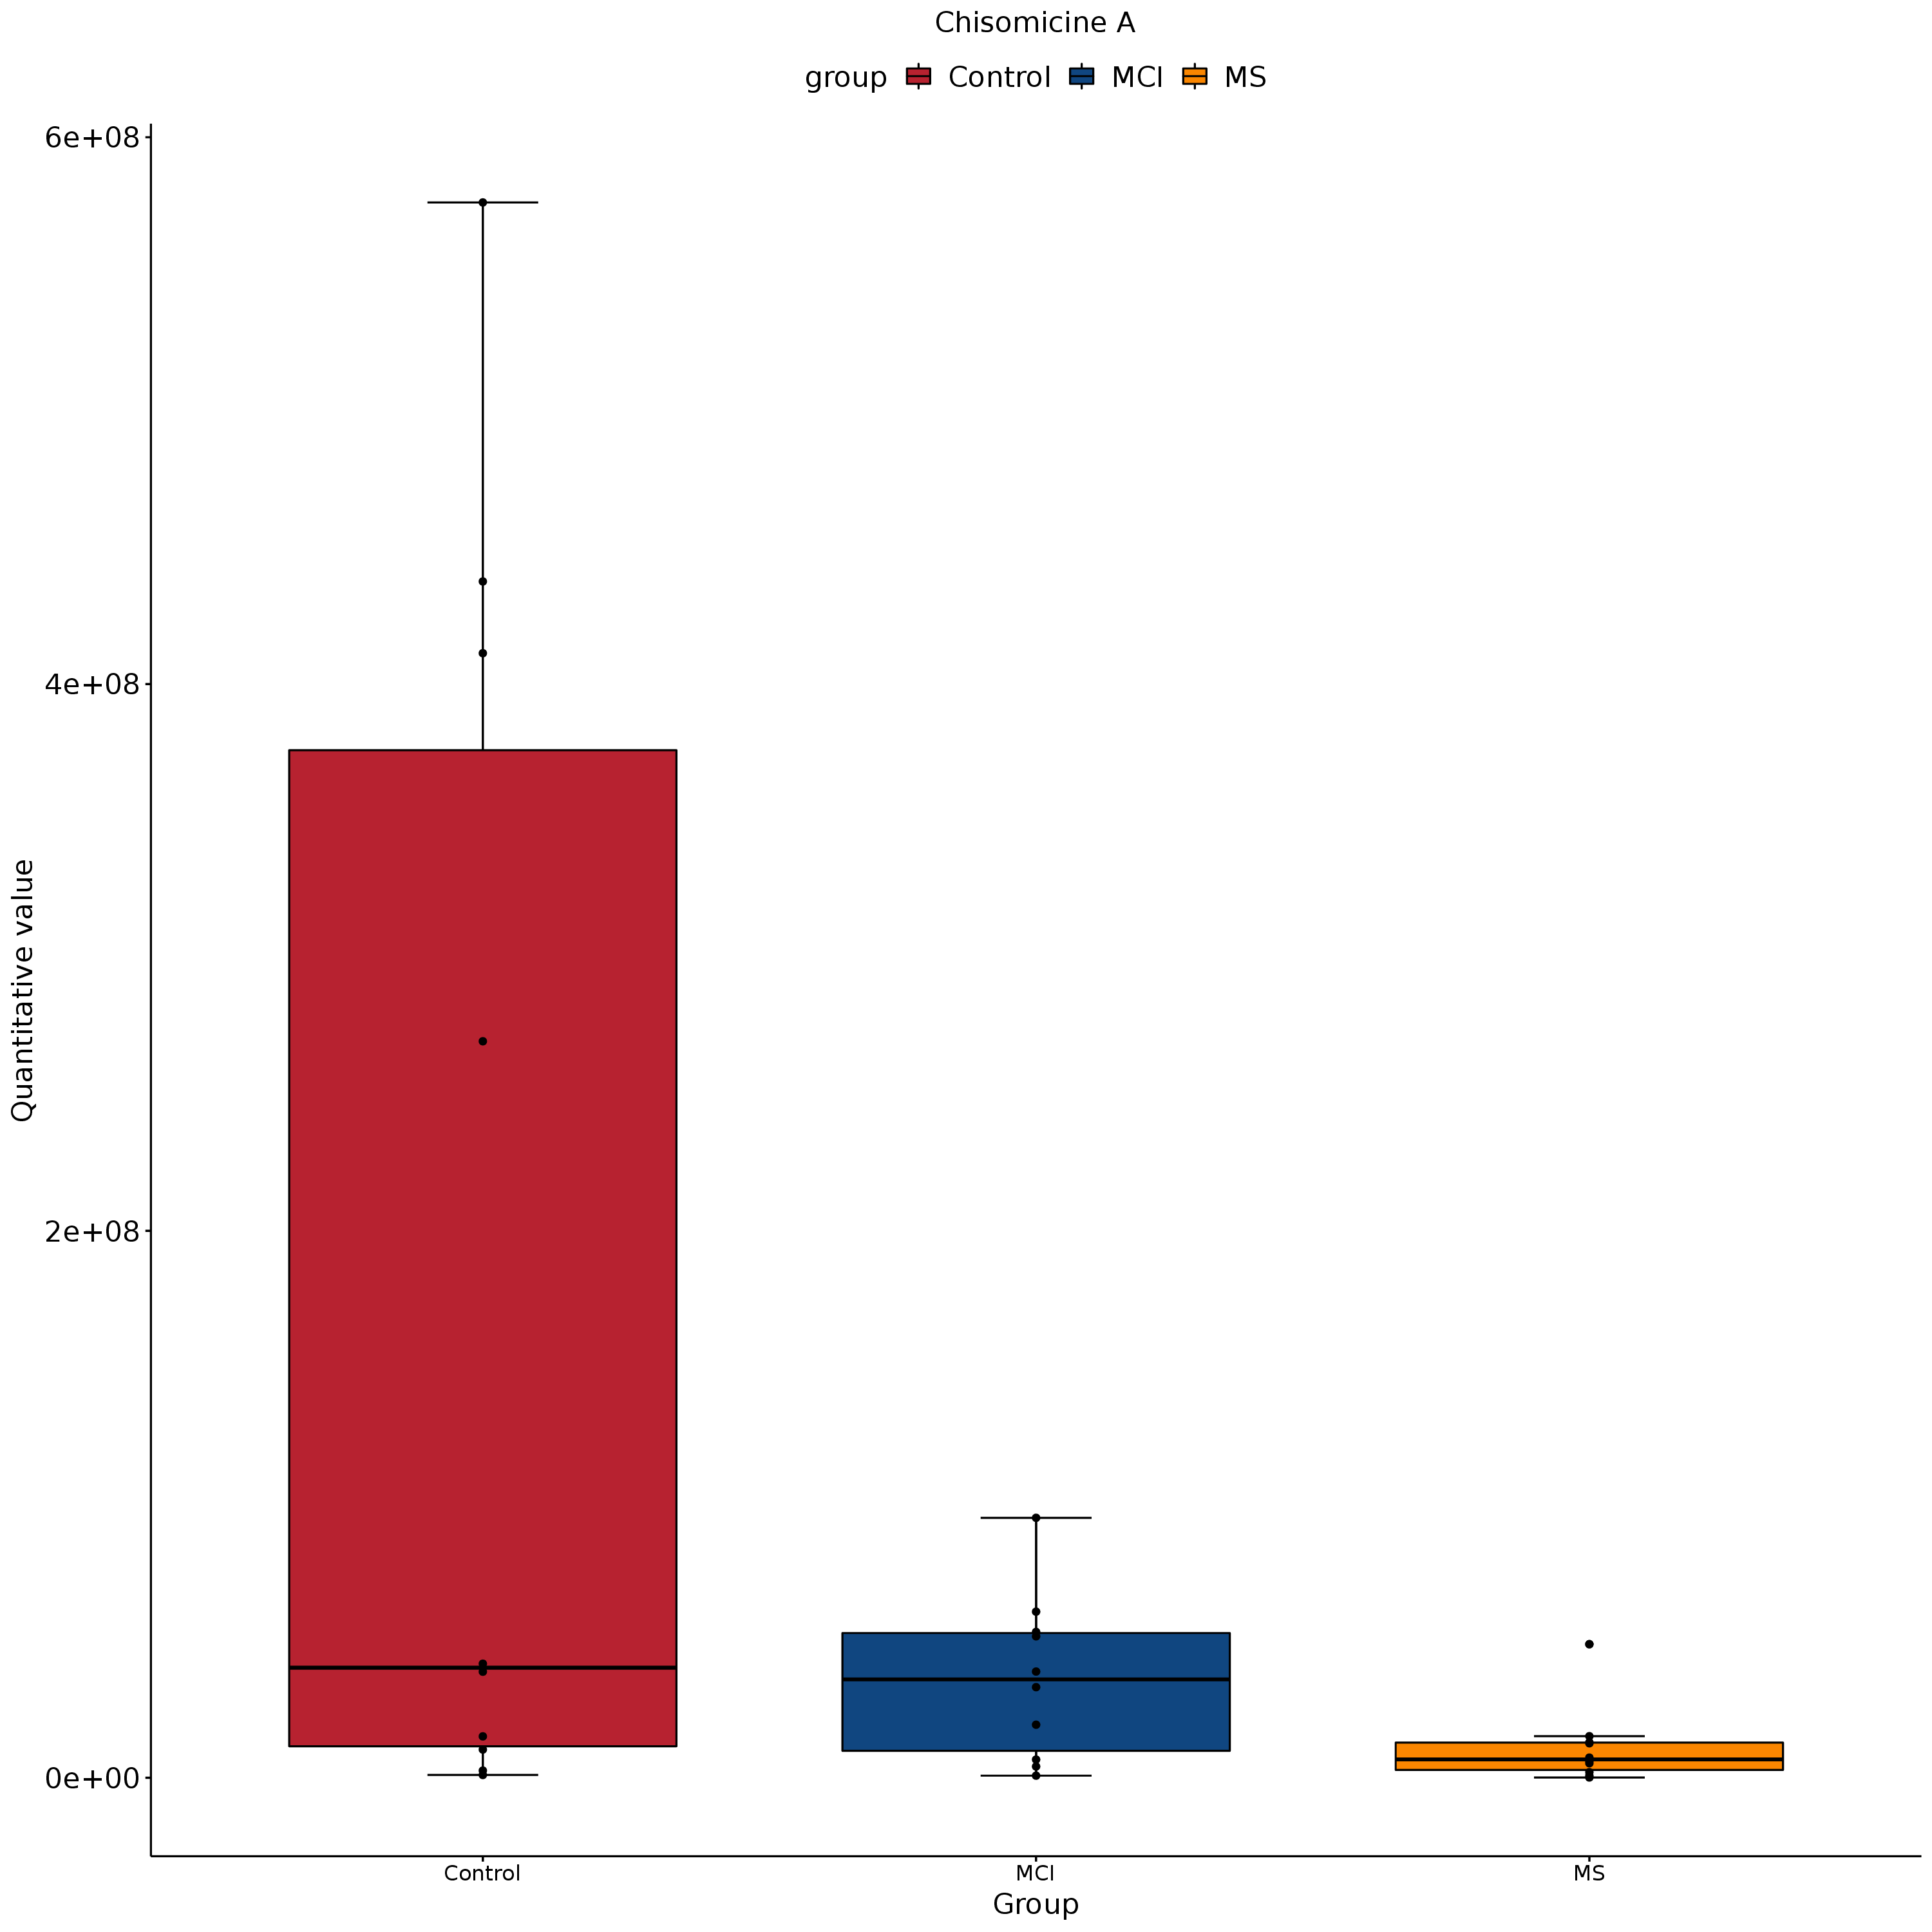 Chisomicine A
group Control MCI MS
6e+08
4e+08
2e+08
0e+00
Quantitative value
Control MCI MS
Group